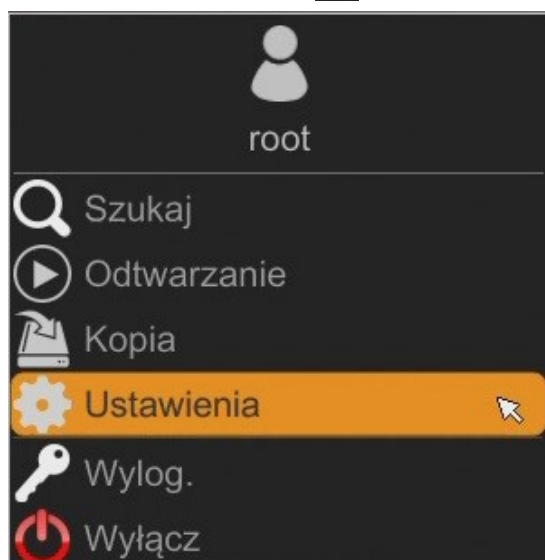 root
Szukaj
Odtwarzanie
Kopia
Ustawienia
Wylog.
Wyłącz